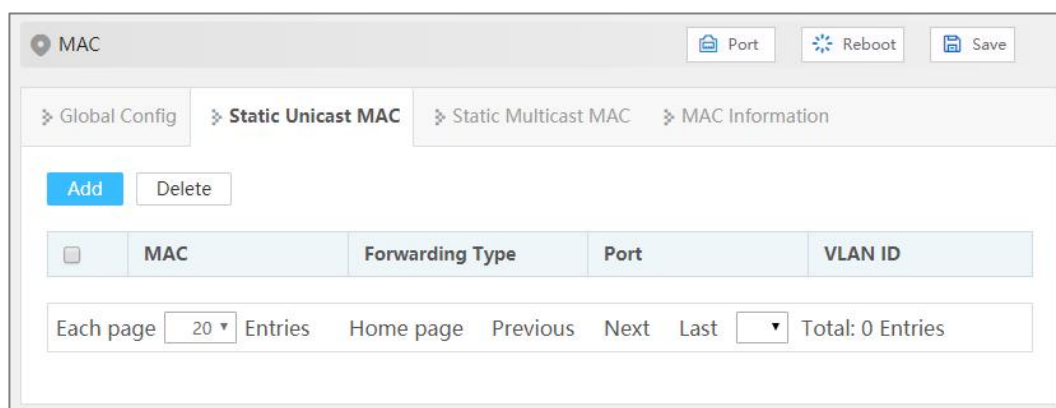 MAC Port Reboot Save
Global Config Static Unicast MAC Static Multicast MAC MAC Information
Add Delete
MAC Forwarding Type Port VLAN ID
Each page 20 Entries Home page Previous Next Last Total: 0 Entries